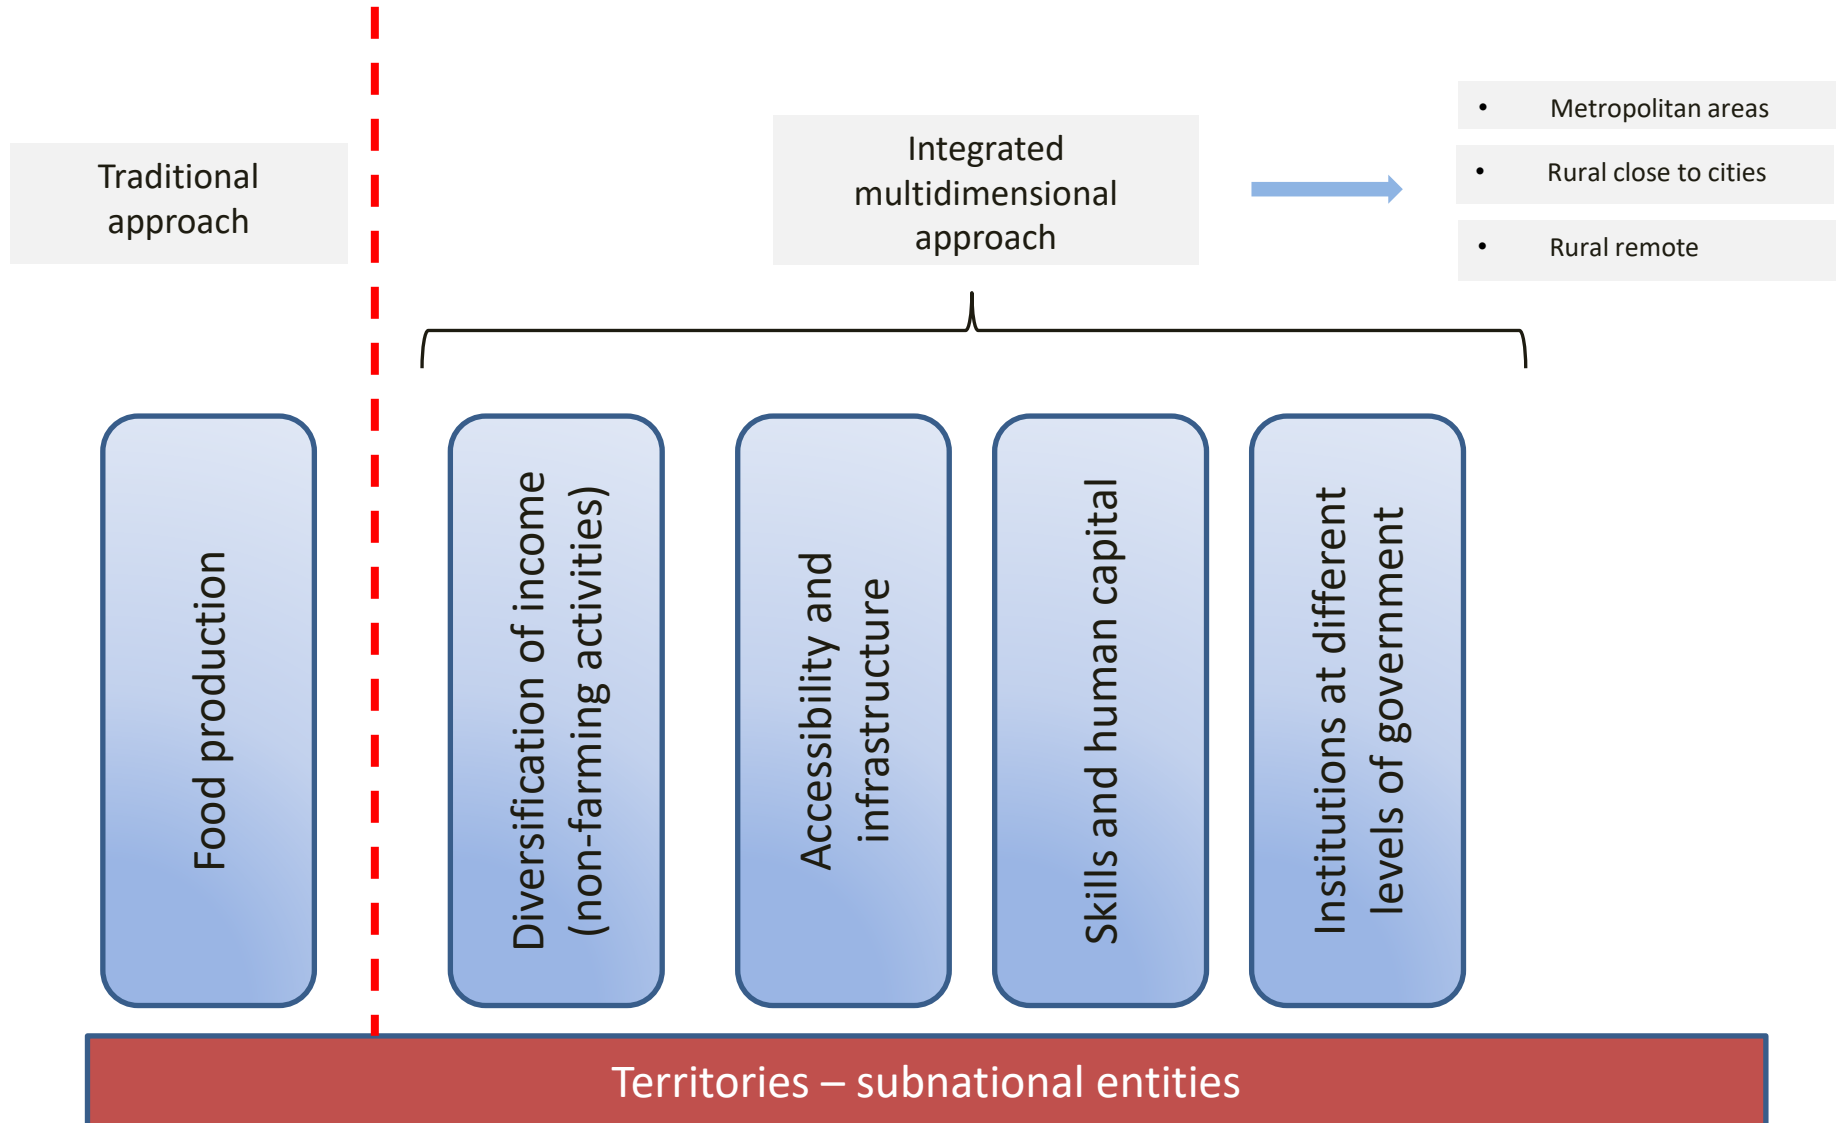 Traditional
approach
Integrated
multidimensional
approach
• Metropolitan areas
• Rural close to cities
• Rural remote
Food production
Diversification of income
(non-farming activities)
Accessibility and
infrastructure
Skills and human capital
Institutions at different
levels of government
Territories – subnational entities